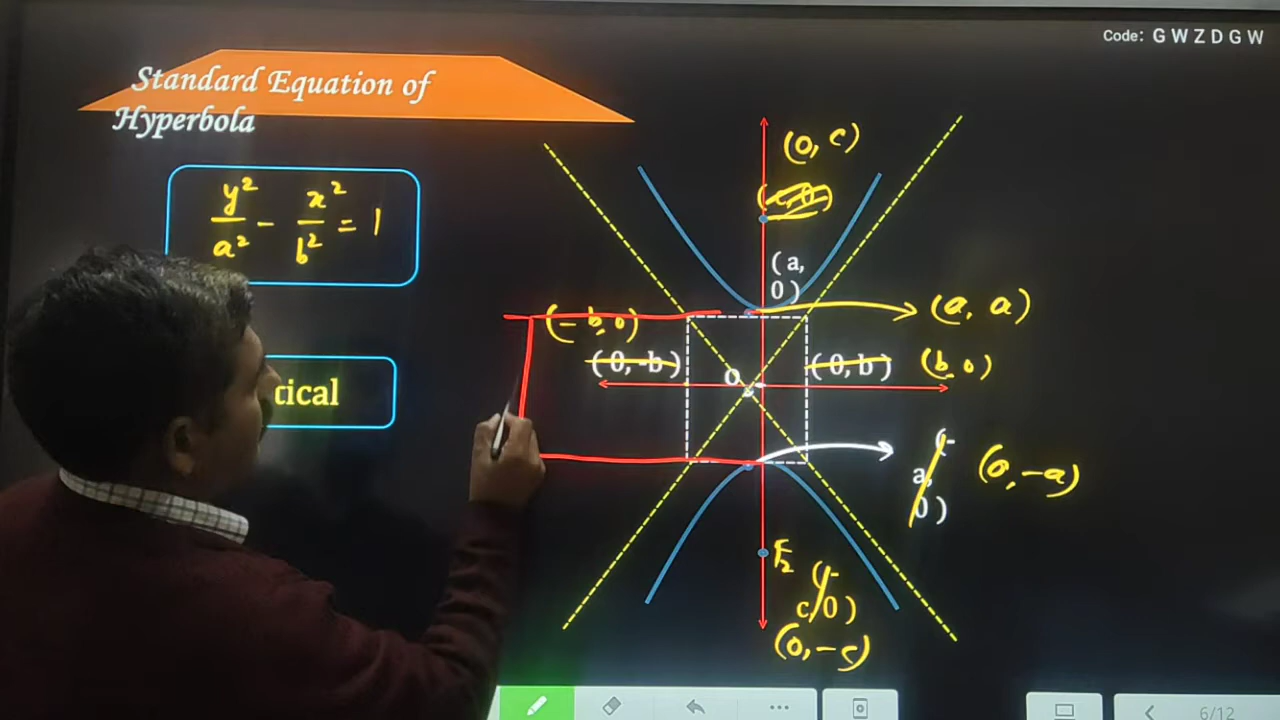 Code: GWZDGW
Standard Equation of
Hyperbola
y²/a² - x²/b² = 1
tical
(0, c)
( a,
0 )
(a, a)
(-b, 0)
( 0, -b )
O
( 0, b )
(b, 0)
(-
a,
0 )
(0, -a)
F₂
(-
c, 0 )
(0, -c)
6/12